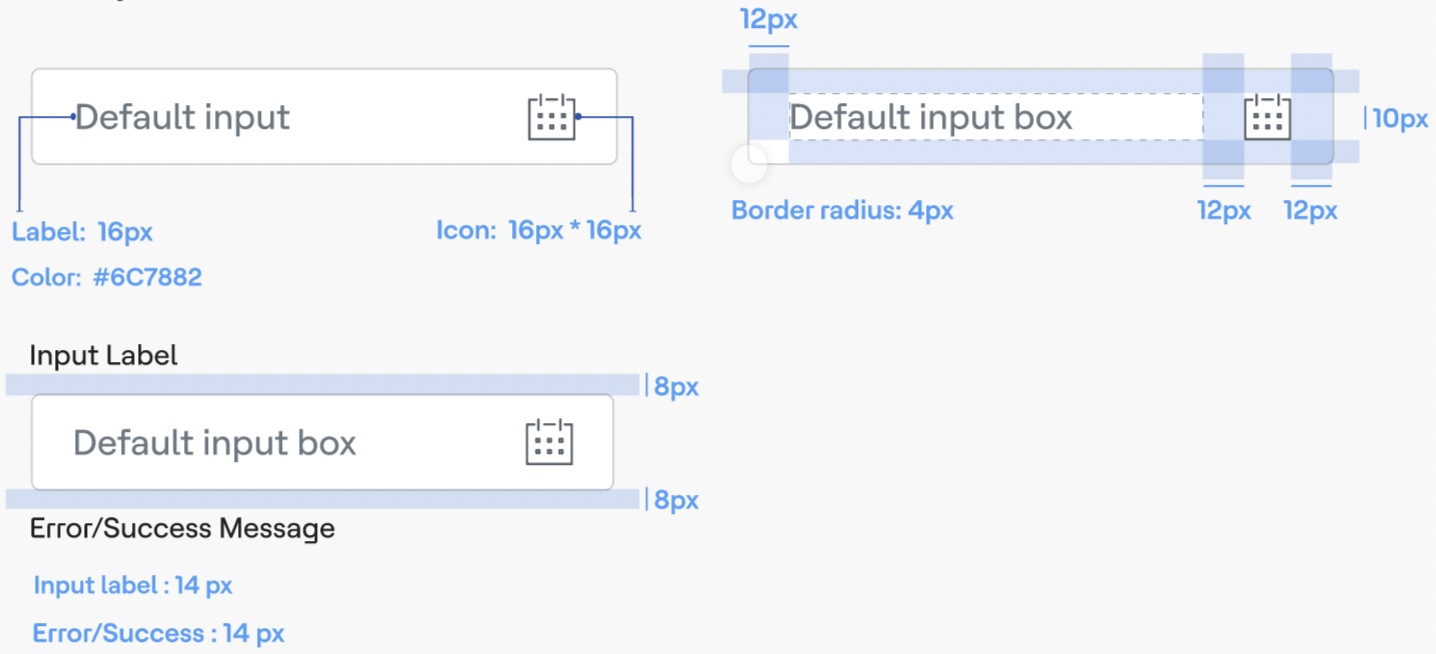 12px
Default input
Default input box
10px
Label: 16px
Icon: 16px * 16px
Border radius: 4px
12px
12px
Color: #6C7882
Input Label
8px
Default input box
8px
Error/Success Message
Input label : 14 px
Error/Success : 14 px